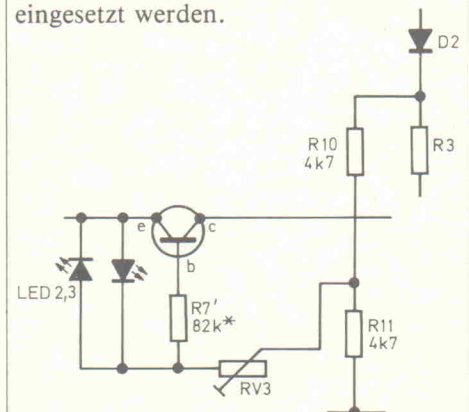 eingesetzt werden.
D2
R10
4k7
R3
e
c
b
LED 2,3
R7'
82k*
R11
4k7
RV3